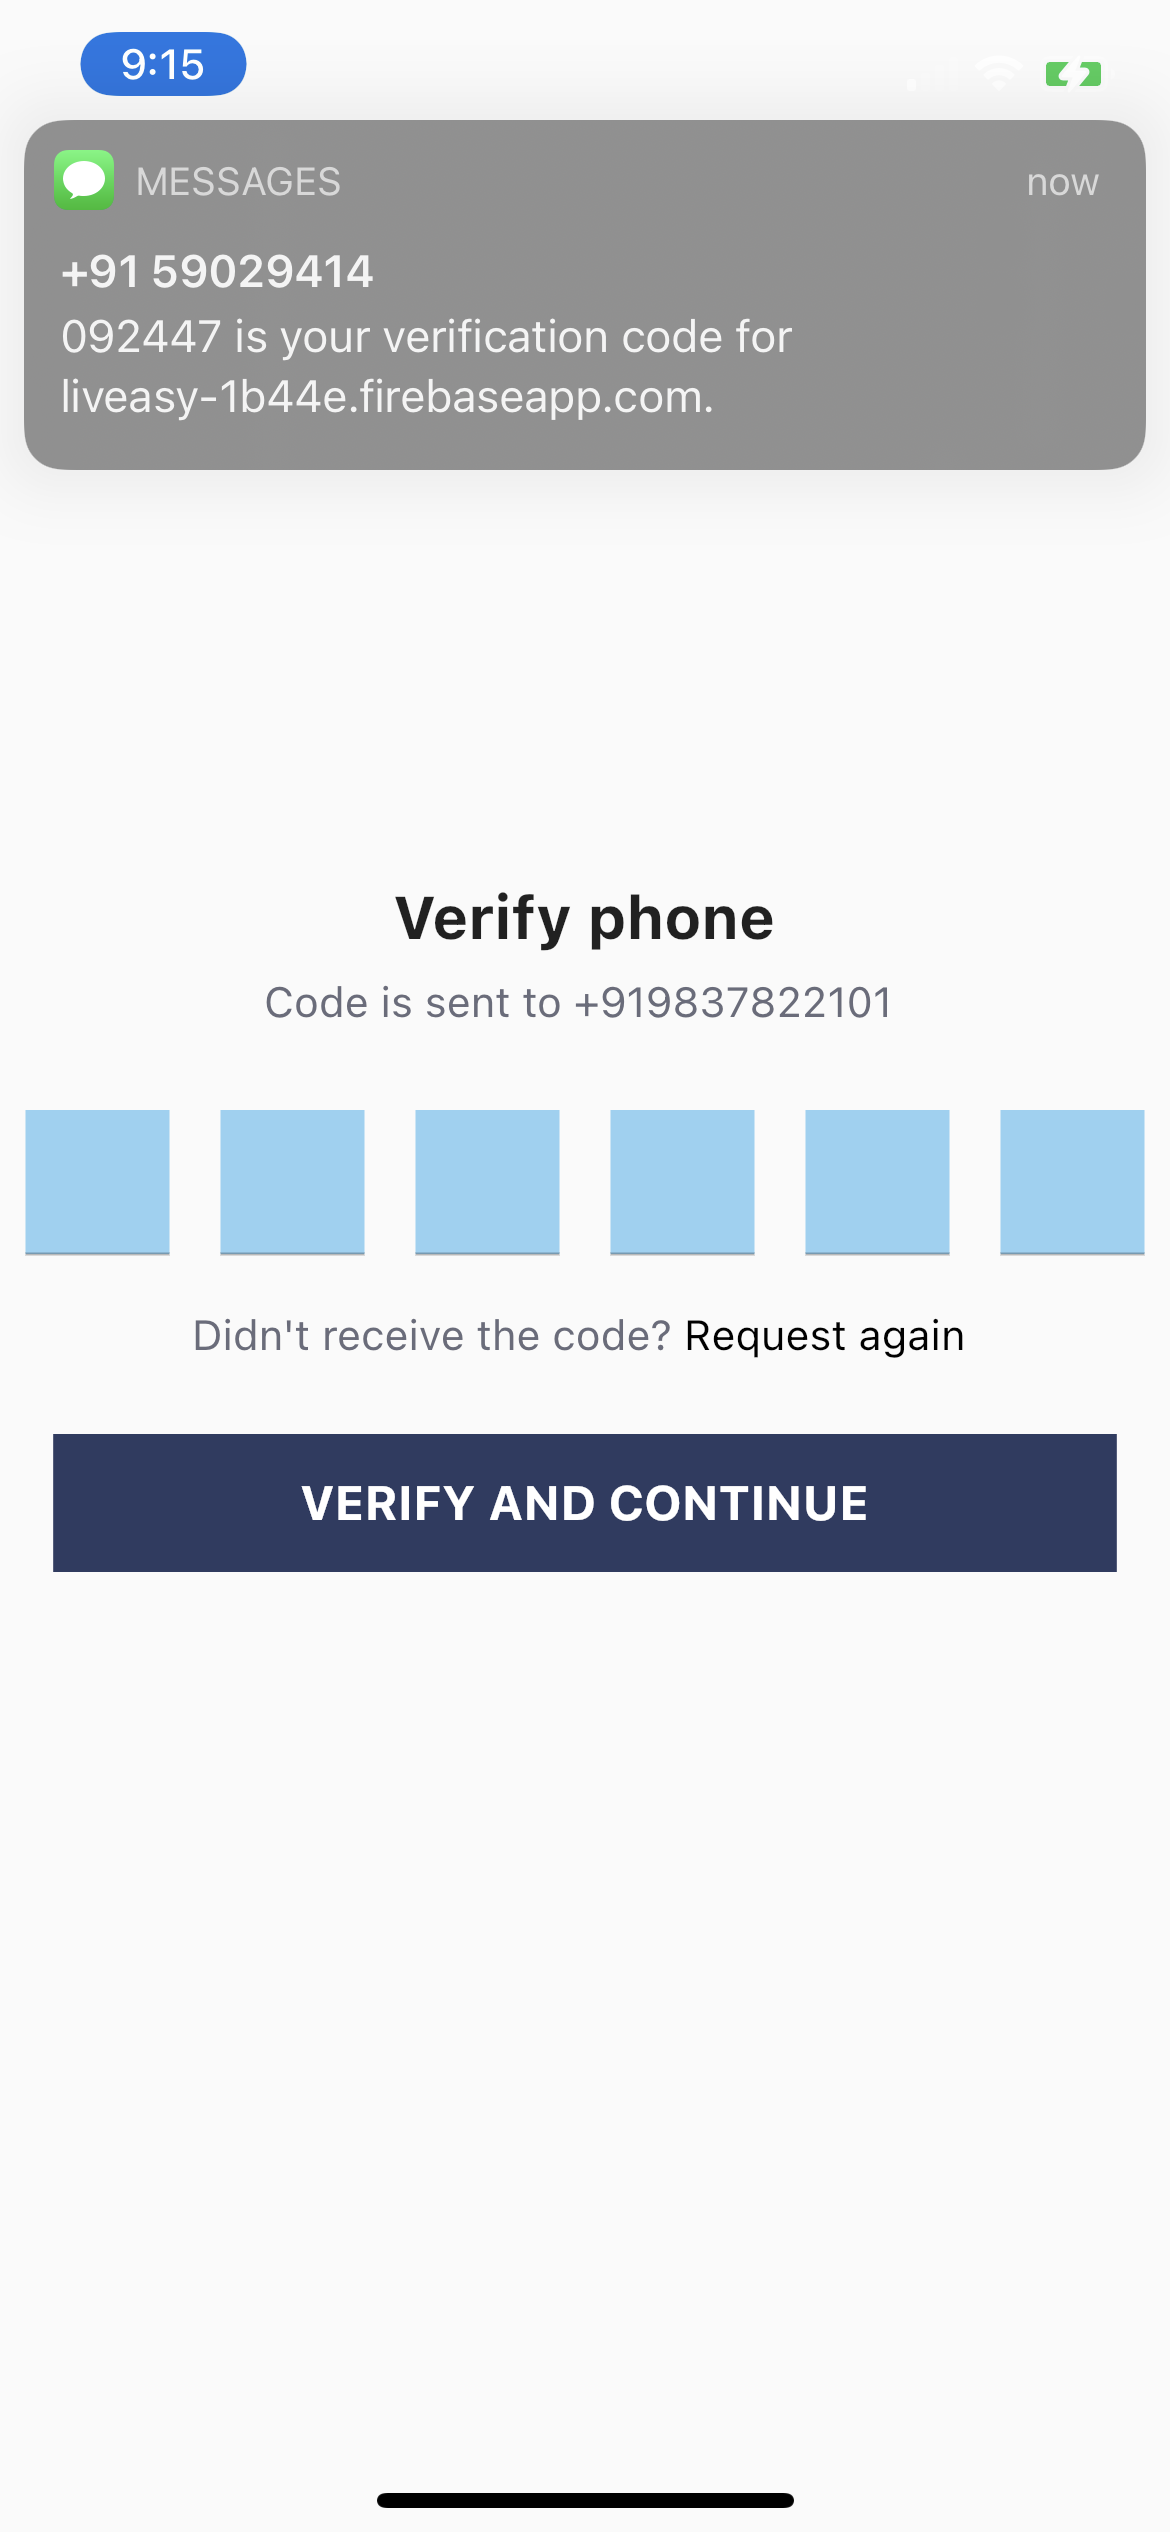 9:15
MESSAGES now
+91 59029414
092447 is your verification code for
liveasy-1b44e.firebaseapp.com.
Verify phone
Code is sent to +919837822101
Didn't receive the code? Request again
VERIFY AND CONTINUE